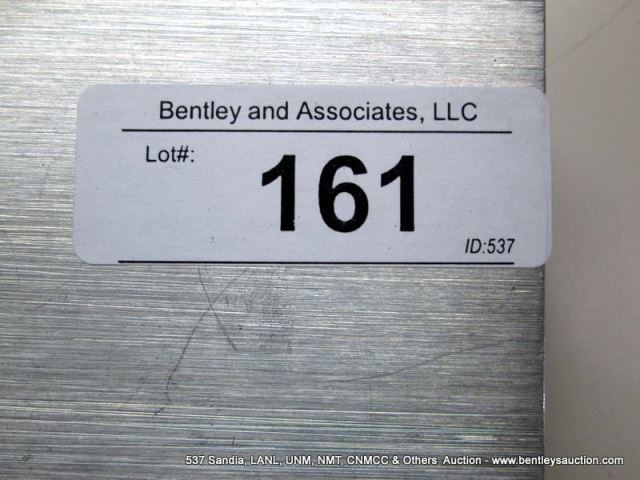 Bentley and Associates, LLC
Lot#:
161
ID:537
537 Sandia, LANL, UNM, NMT, CNMCC & Others Auction - www.bentleysauction.com